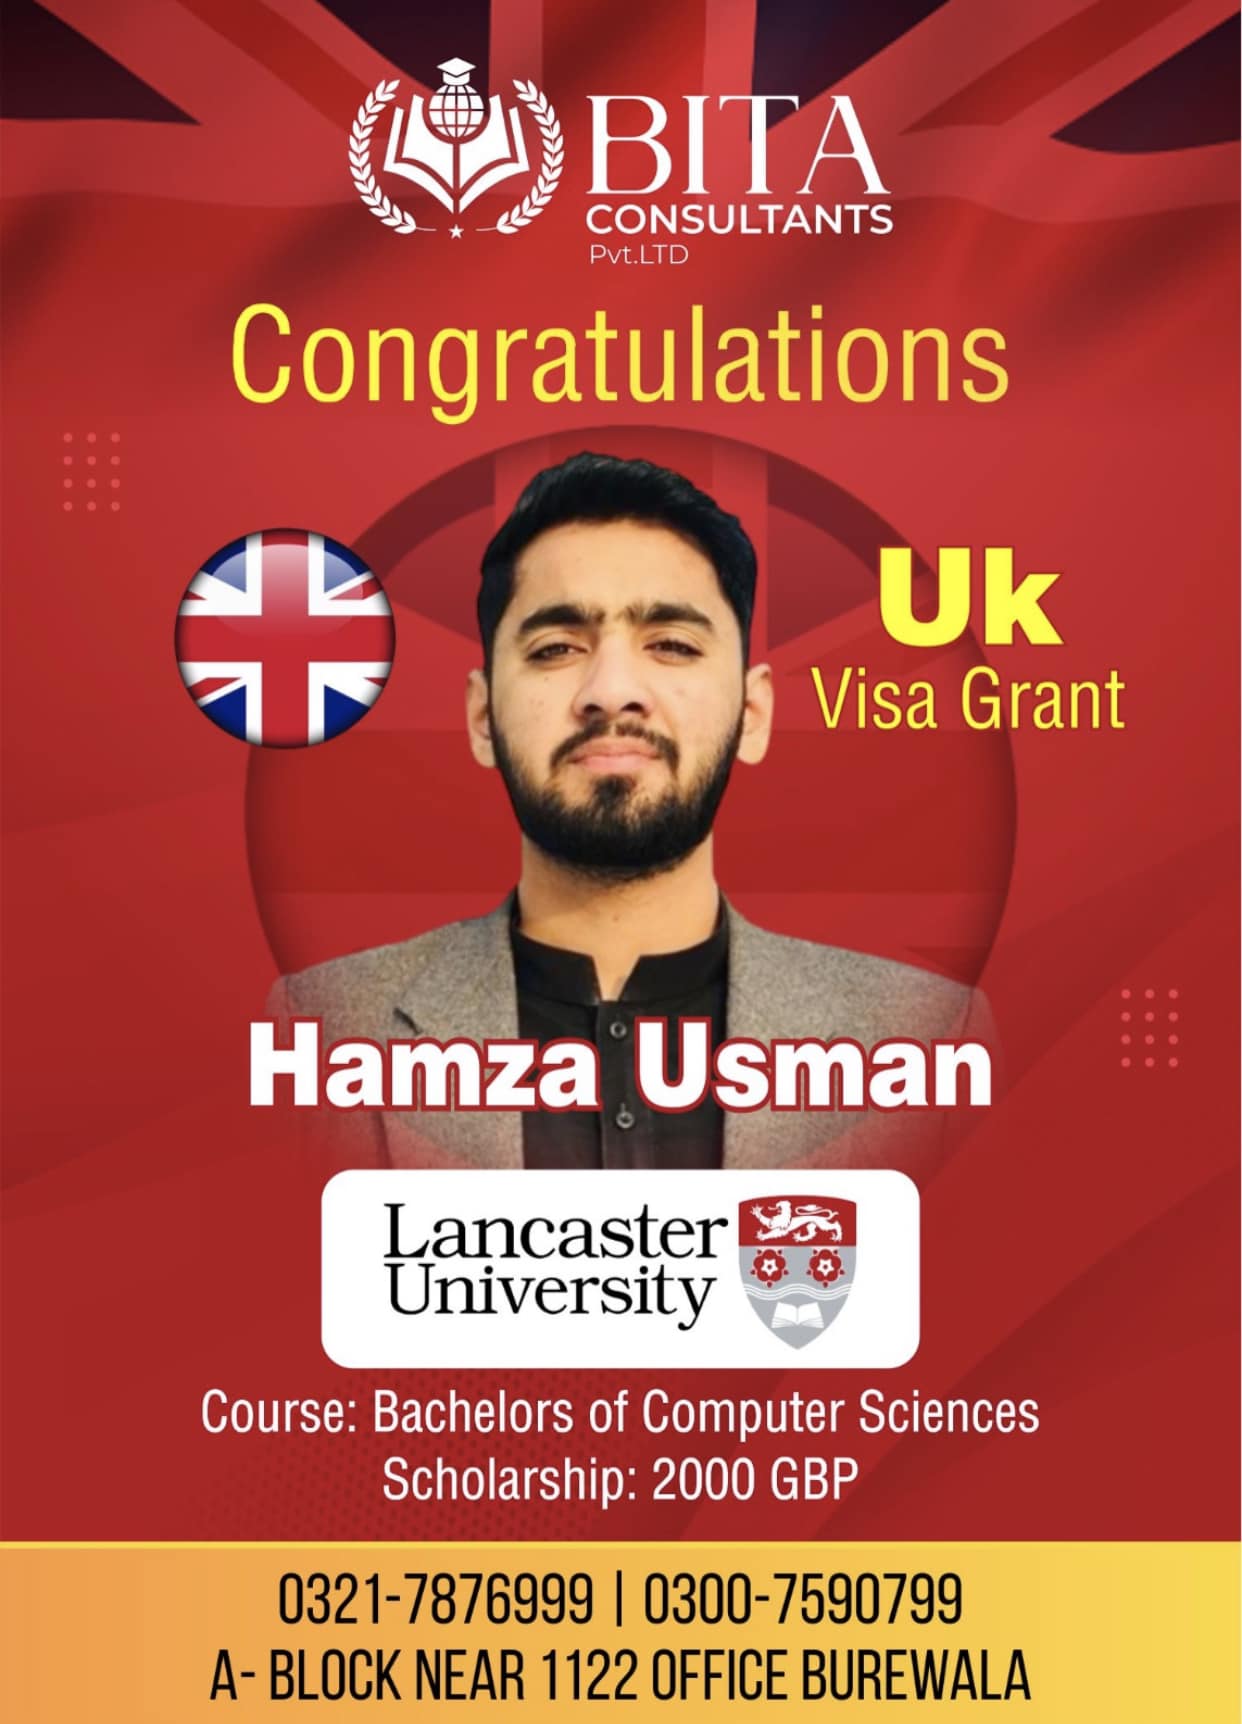 BITA
CONSULTANTS
Pvt.LTD
Congratulations
Uk
Visa Grant
Hamza Usman
Lancaster
University
Course: Bachelors of Computer Sciences
Scholarship: 2000 GBP
0321-7876999 | 0300-7590799
A- BLOCK NEAR 1122 OFFICE BUREWALA